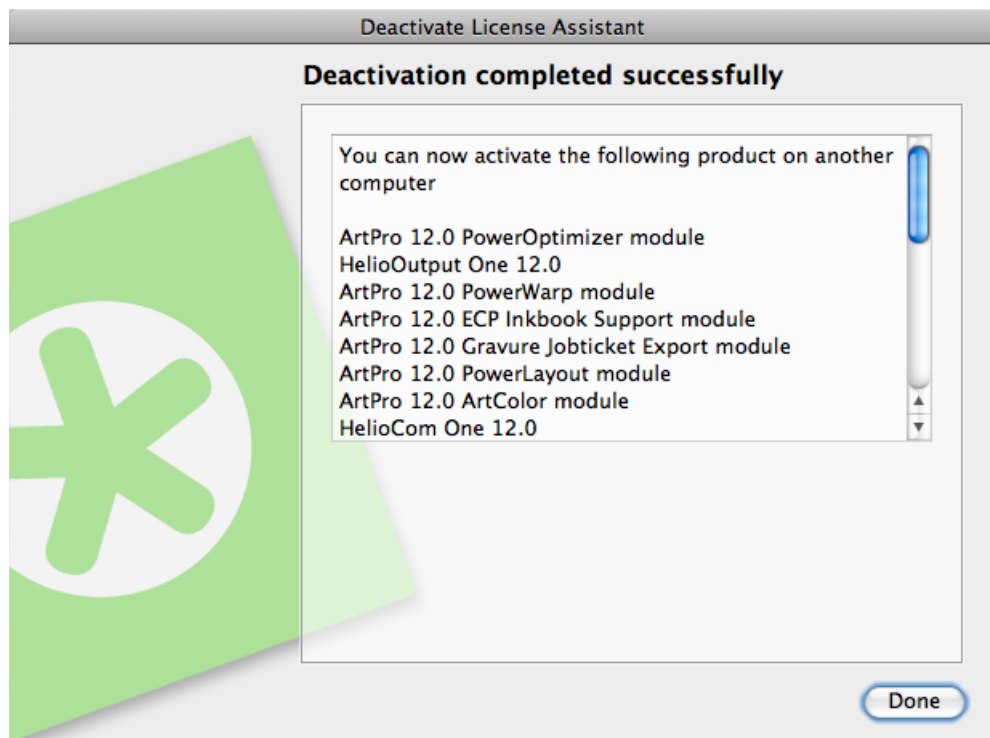 Deactivate License Assistant
Deactivation completed successfully
You can now activate the following product on another
computer
ArtPro 12.0 PowerOptimizer module
HelioOutput One 12.0
ArtPro 12.0 PowerWarp module
ArtPro 12.0 ECP Inkbook Support module
ArtPro 12.0 Gravure Jobticket Export module
ArtPro 12.0 PowerLayout module
ArtPro 12.0 ArtColor module
HelioCom One 12.0
Done